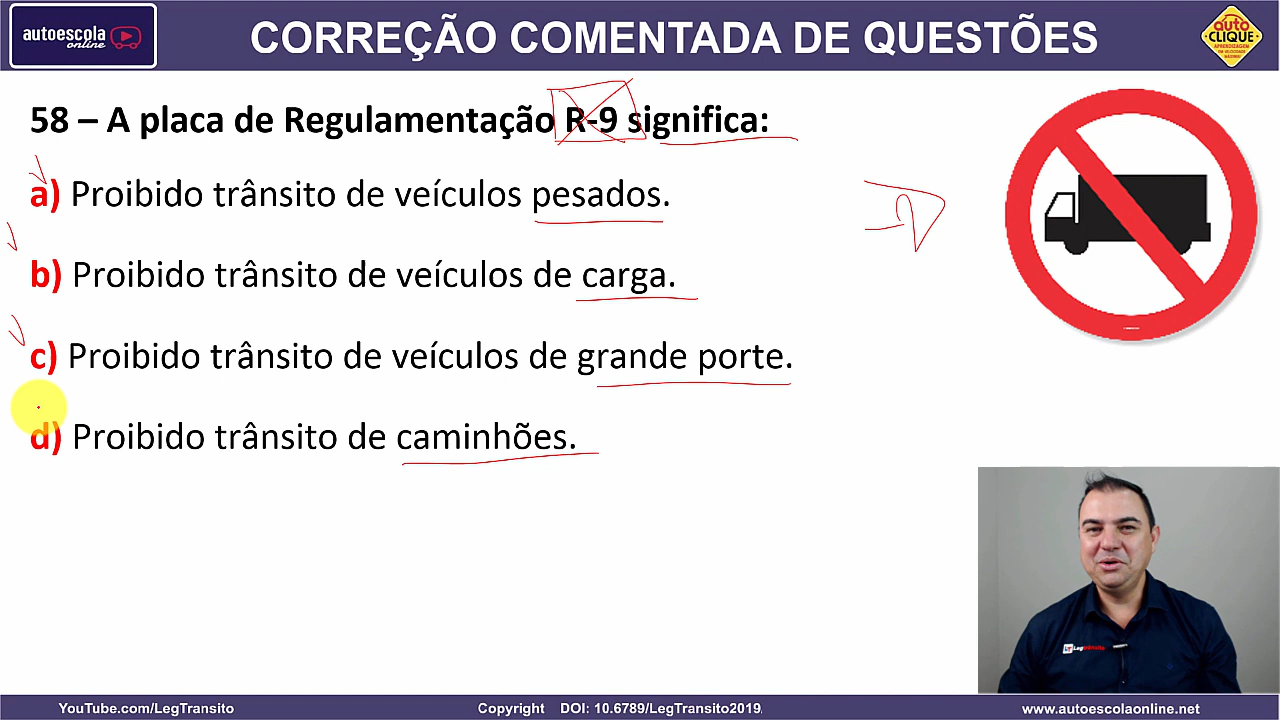 autoescola
online
CORREÇÃO COMENTADA DE QUESTÕES
auto
CLIQUE
58 – A placa de Regulamentação R-9 significa:
a) Proibido trânsito de veículos pesados.
b) Proibido trânsito de veículos de carga.
c) Proibido trânsito de veículos de grande porte.
d) Proibido trânsito de caminhões.
Legtrânsito
YouTube.com/LegTransito
Copyright DOI: 10.6789/LegTransito2019
www.autoescolaonline.net